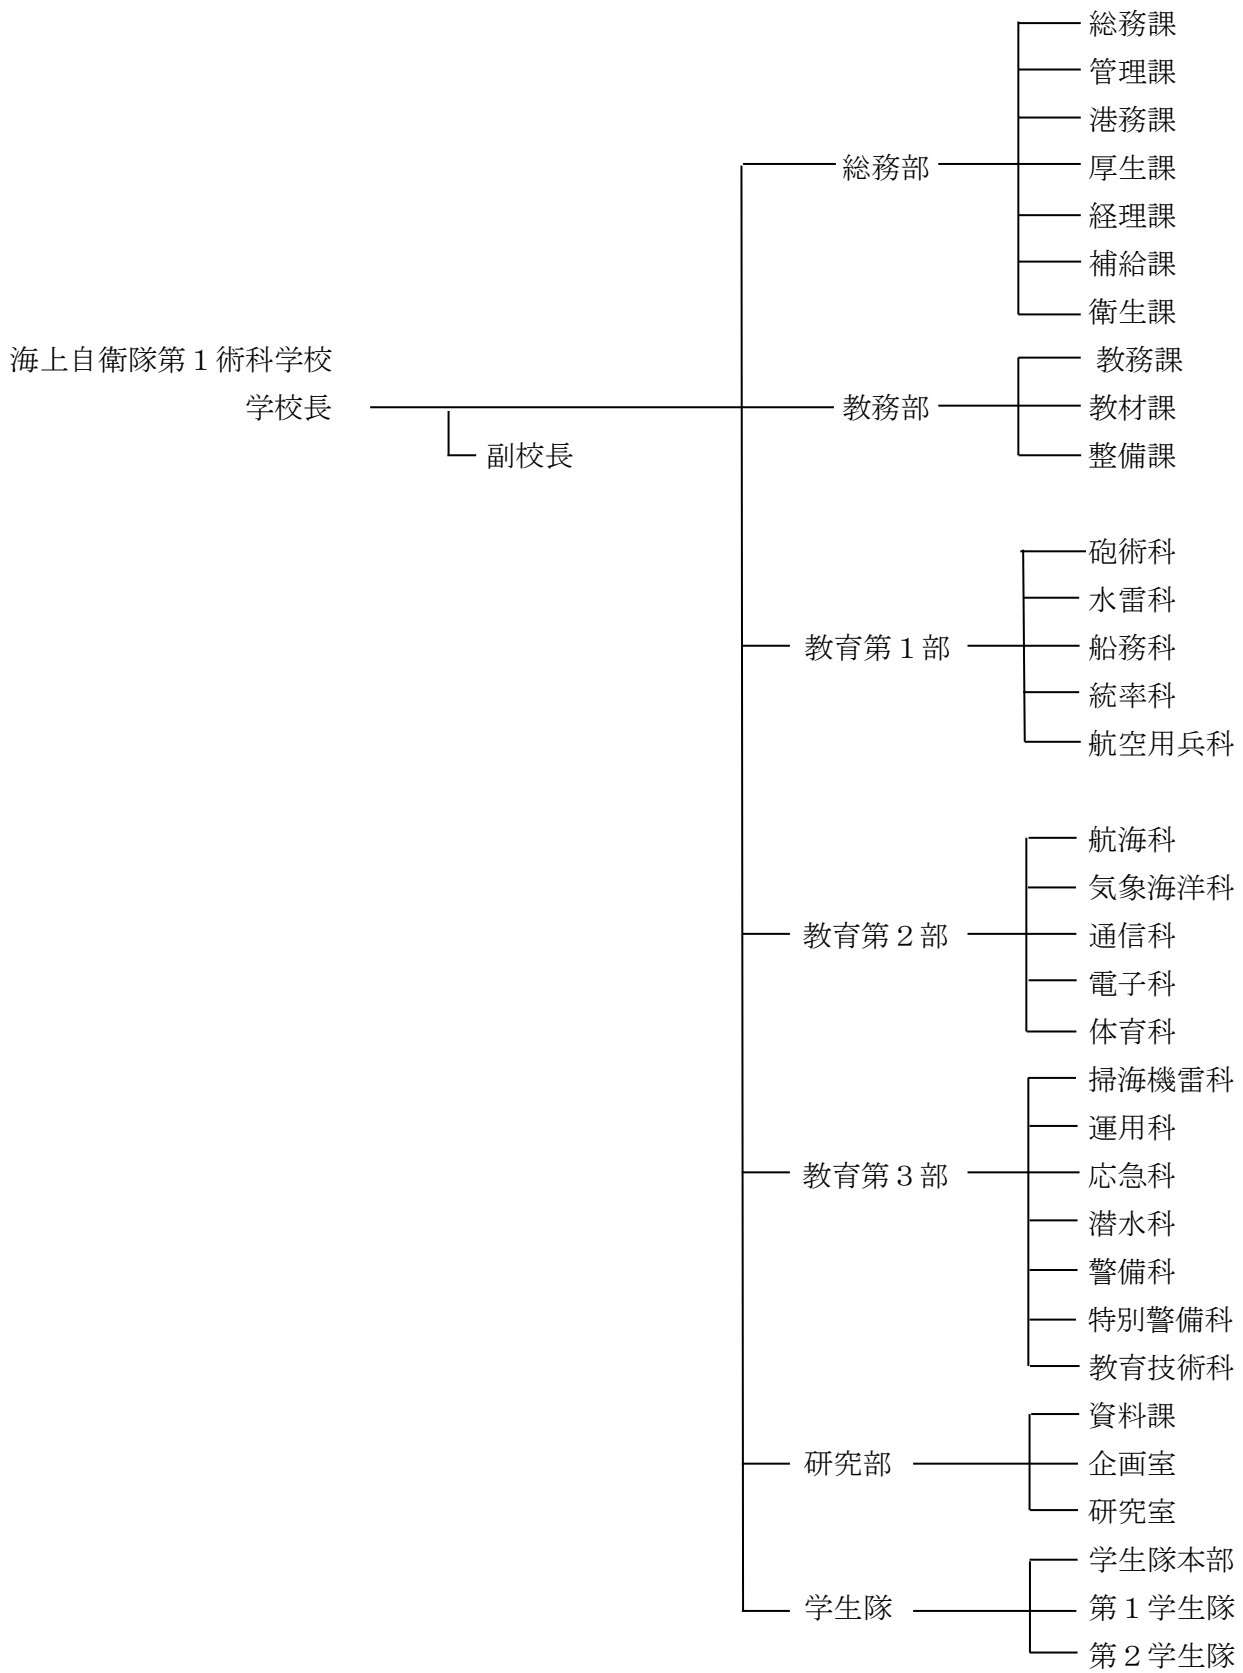 総務課
管理課
港務課
総務部
厚生課
経理課
補給課
衛生課
海上自衛隊第１術科学校
学校長
副校長
教務課
教務部
教材課
整備課
砲術科
水雷科
教育第１部
船務科
統率科
航空用兵科
航海科
気象海洋科
教育第２部
通信科
電子科
体育科
掃海機雷科
運用科
教育第３部
応急科
潜水科
警備科
特別警備科
教育技術科
資料課
研究部
企画室
研究室
学生隊本部
学生隊
第１学生隊
第２学生隊